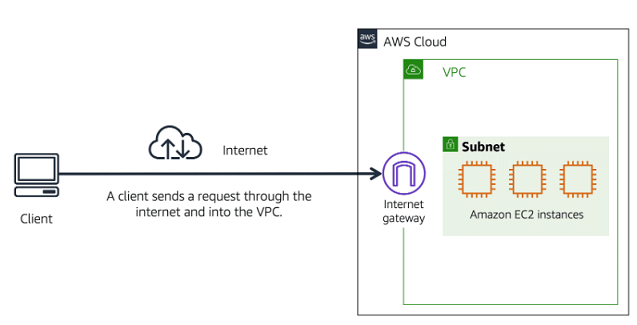 aws
AWS Cloud
VPC
Internet
Subnet
Client
A client sends a request through the
internet and into the VPC.
Internet
gateway
Amazon EC2 instances